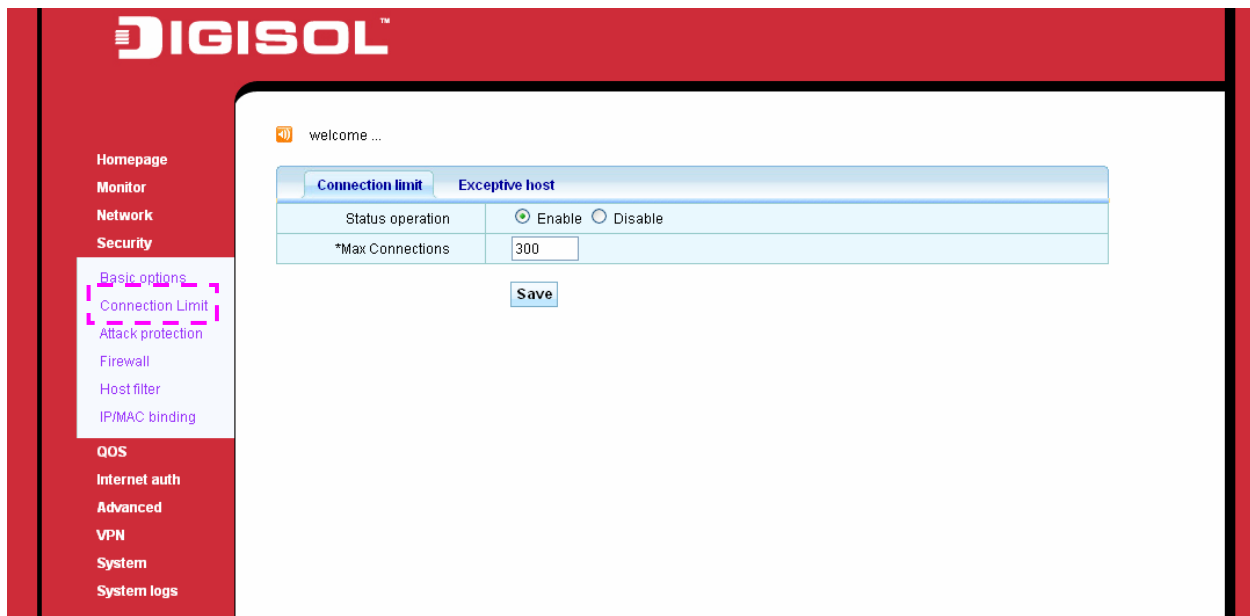 DIGISOL™
welcome ...
Homepage
Monitor
Network
Security
Basic options
Connection Limit
Attack protection
Firewall
Host filter
IP/MAC binding
QOS
Internet auth
Advanced
VPN
System
System logs
Connection limit Exceptive host
Status operation Enable Disable
*Max Connections 300
Save